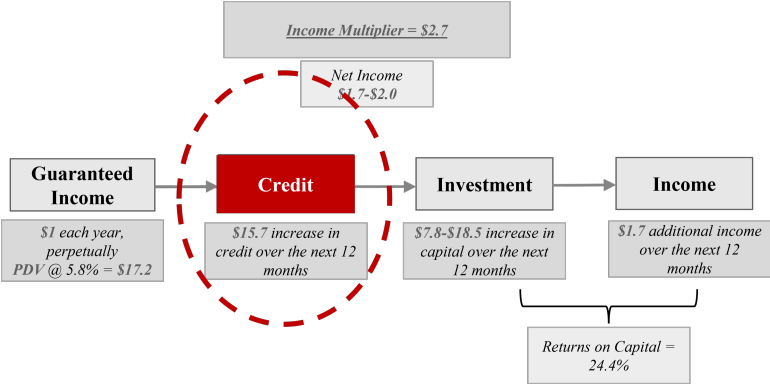 Income Multiplier = $2.7
Net Income
$1.7-$2.0
Guaranteed
Income
Credit
Investment
Income
$1 each year,
perpetually
PDV @ 5.8% = $17.2
$15.7 increase in
credit over the next 12
months
$7.8-$18.5 increase in
capital over the next
12 months
$1.7 additional income
over the next 12
months
Returns on Capital =
24.4%